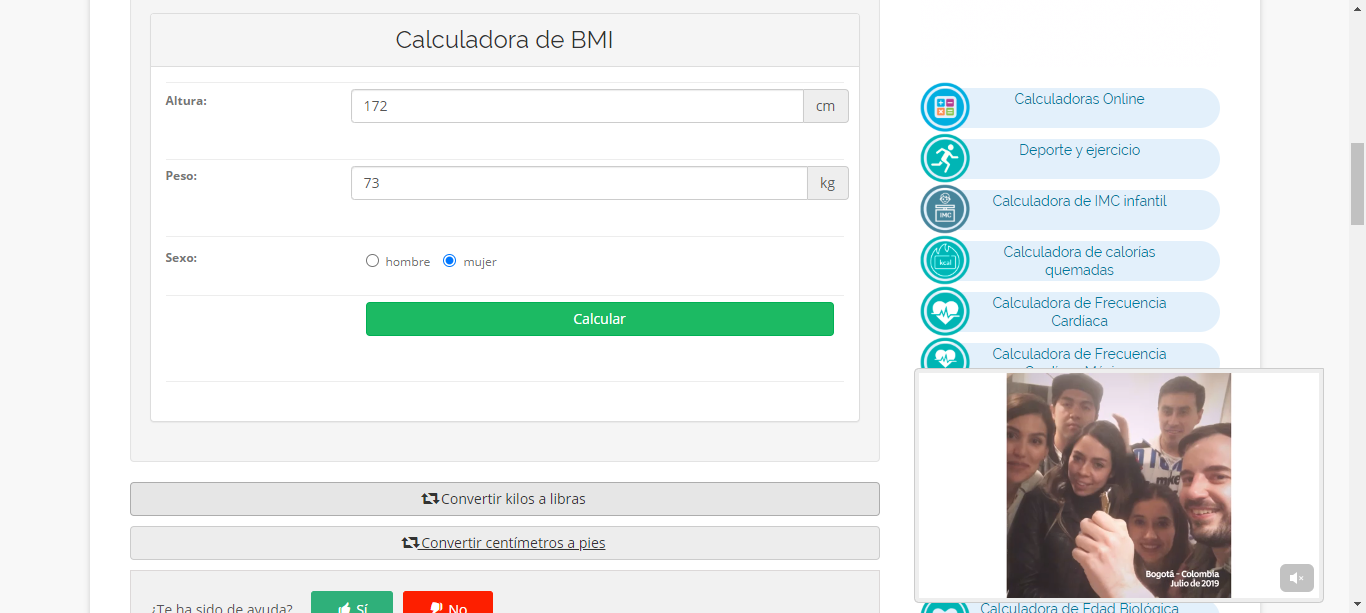 Calculadora de BMI
Altura:
172
cm
Peso:
73
kg
Sexo:
hombre
mujer
Calcular
Convertir kilos a libras
Convertir centímetros a pies
¿Te ha sido de ayuda?
Sí
No
Calculadoras Online
Deporte y ejercicio
IMC
Calculadora de IMC infantil
kcal
Calculadora de calorías
quemadas
Calculadora de Frecuencia
Cardiaca
Calculadora de Frecuencia
Bogotá - Colombia
Julio de 2019
Calculadora de Edad Biológica